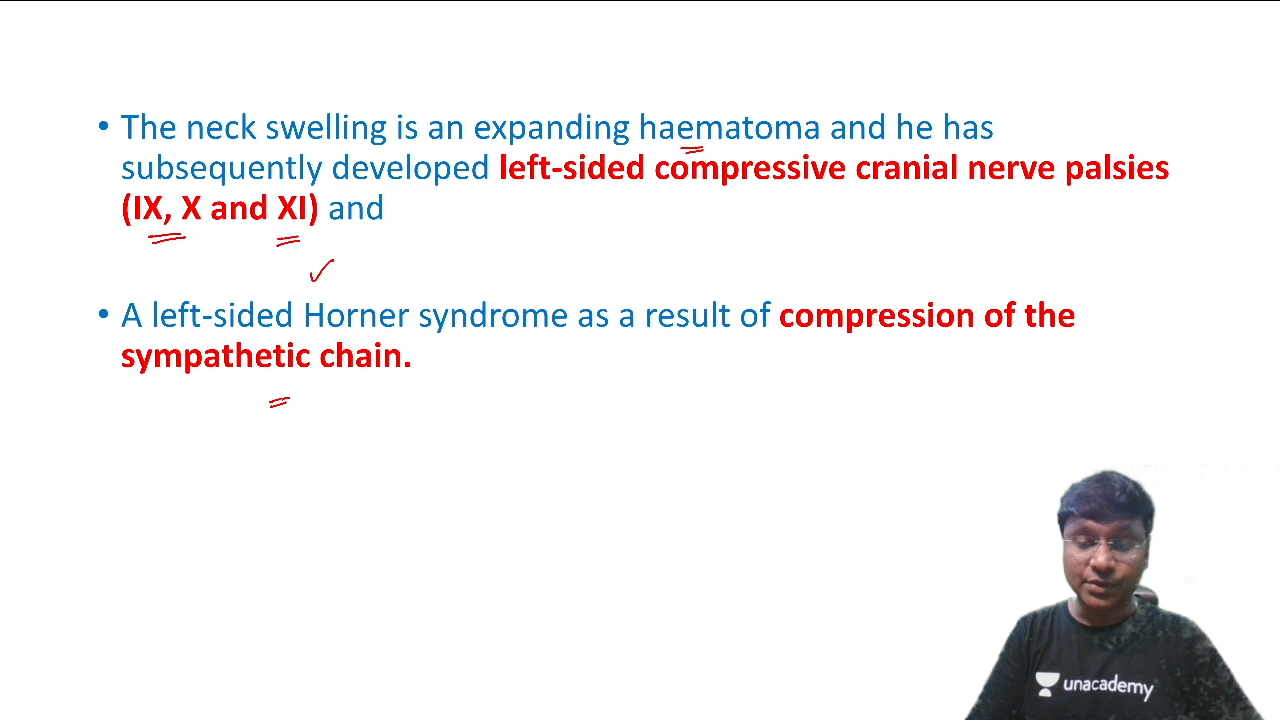 • The neck swelling is an expanding haematoma and he has
subsequently developed left-sided compressive cranial nerve palsies
(IX, X and XI) and
• A left-sided Horner syndrome as a result of compression of the
sympathetic chain.
unacademy